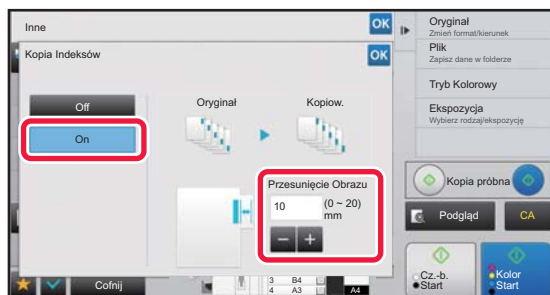 Inne
OK
Kopia Indeksów
OK
Off
On
Oryginał
Kopiow.
Przesunięcie Obrazu
10
(0 ~ 20)
mm
Cofnij
3 B4
4 A3
A4
Oryginał
Zmień format/kierunek
Plik
Zapisz dane w folderze
Tryb Kolorowy
Ekspozycja
Wybierz rodzaj/ekspozycję
Kopia próbna
Podgląd
CA
Cz.-b.
Start
Kolor
Start